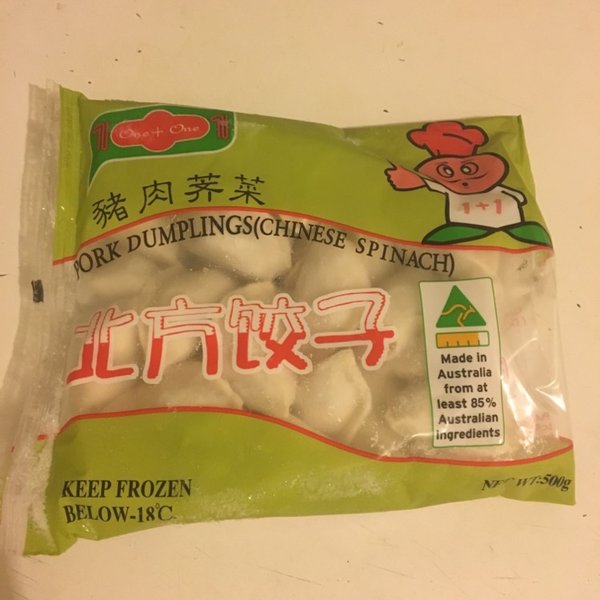 One + One
豬肉荠菜
PORK DUMPLINGS(CHINESE SPINACH)
1+1
北方饺子
Made in
Australia
from at
least 85%
Australian
ingredients
KEEP FROZEN
BELOW-18°C
NET WT:500g